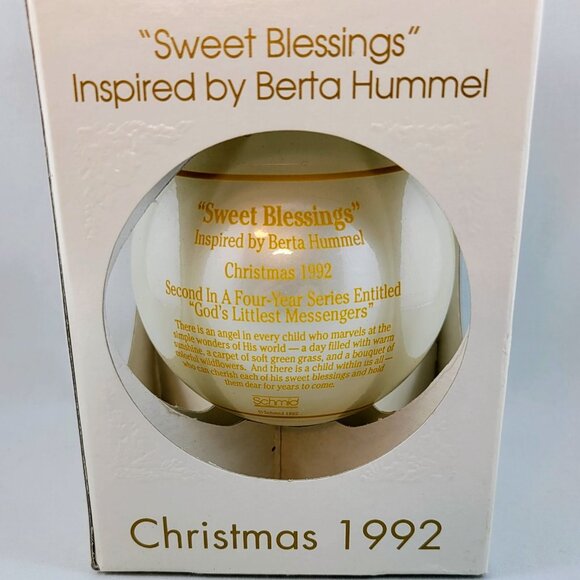 "Sweet Blessings"
Inspired by Berta Hummel
"Sweet Blessings"
Inspired by Berta Hummel
Christmas 1992
Second In A Four-Year Series Entitled
"God's Littlest Messengers"
There is an angel in every child who marvels at the
simple wonders of His world — a day filled with warm
sunshine, a carpet of soft green grass, and a bouquet of
colorful wildflowers. And there is a child within us all —
who can cherish each of his sweet blessings and hold
them dear for years to come.
Schmid
© Schmid 1992
Christmas 1992